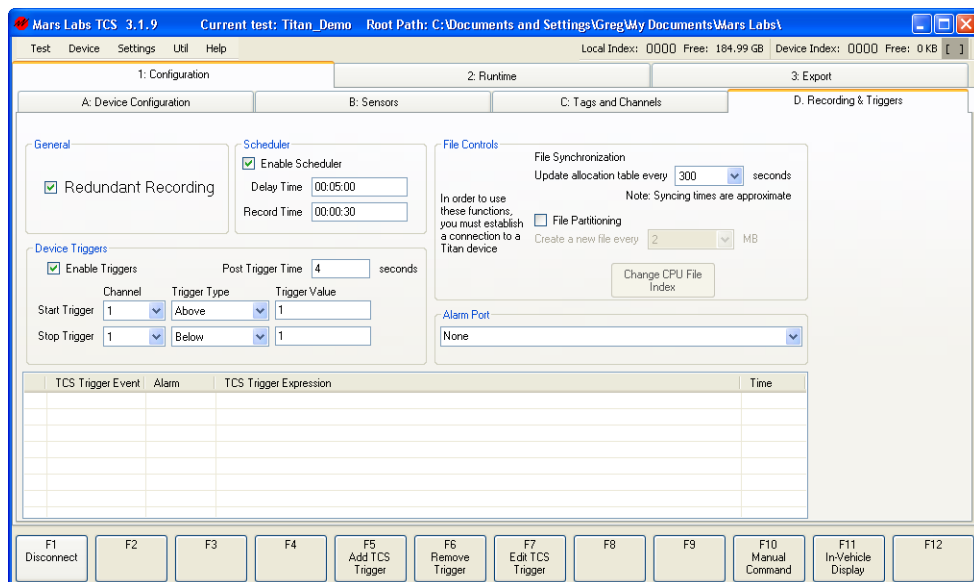 Mars Labs TCS 3.1.9 Current test: Titan_Demo Root Path: C:\Documents and Settings\Greg\My Documents\Mars Labs\
Test Device Settings Util Help Local Index: 0000 Free: 184.99 GB Device Index: 0000 Free: 0 KB [ ]
1: Configuration 2: Runtime 3: Export
A: Device Configuration B: Sensors C: Tags and Channels D. Recording & Triggers
General
Redundant Recording
Scheduler
Enable Scheduler
Delay Time 00:05:00
Record Time 00:00:30
File Controls
File Synchronization
Update allocation table every 300 seconds
Note: Syncing times are approximate
In order to use
these functions,
you must establish
a connection to a
Titan device
File Partitioning
Create a new file every 2 MB
Change CPU File
Index
Device Triggers
Enable Triggers Post Trigger Time 4 seconds
Channel Trigger Type Trigger Value
Start Trigger 1 Above 1
Stop Trigger 1 Below 1
Alarm Port
None
TCS Trigger Event Alarm TCS Trigger Expression Time
F1
Disconnect
F2
F3
F4
F5
Add TCS
Trigger
F6
Remove
Trigger
F7
Edit TCS
Trigger
F8
F9
F10
Manual
Command
F11
In-Vehicle
Display
F12